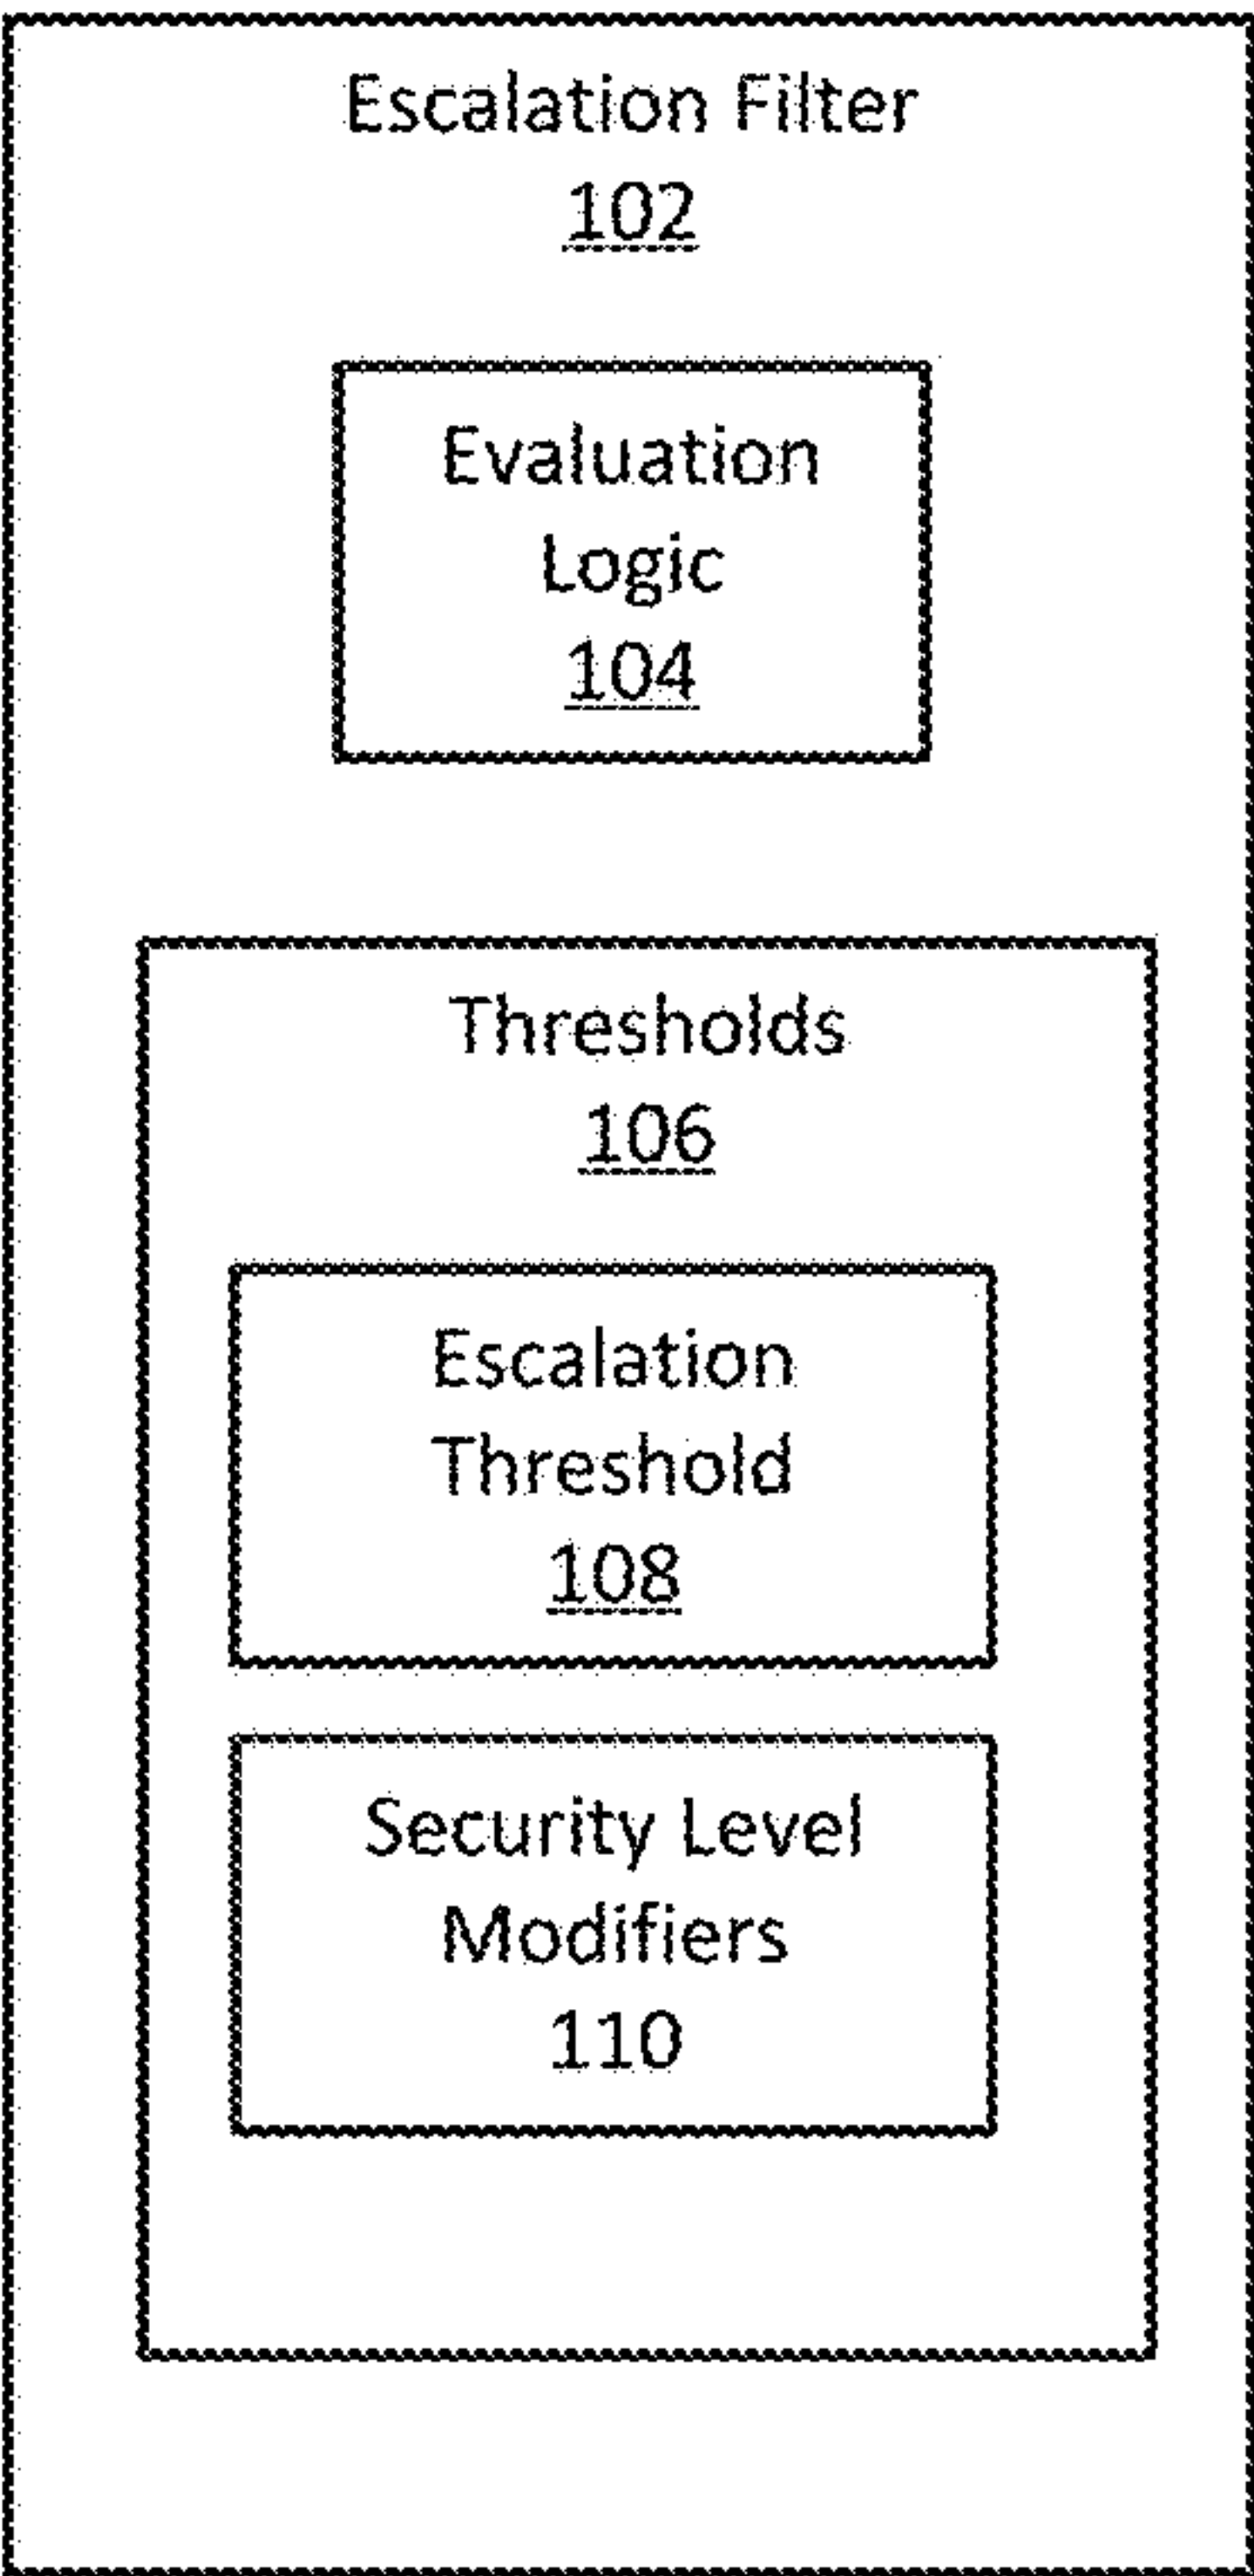 Escalation Filter
102
Evaluation
Logic
104
Thresholds
106
Escalation
Threshold
108
Security Level
Modifiers
110